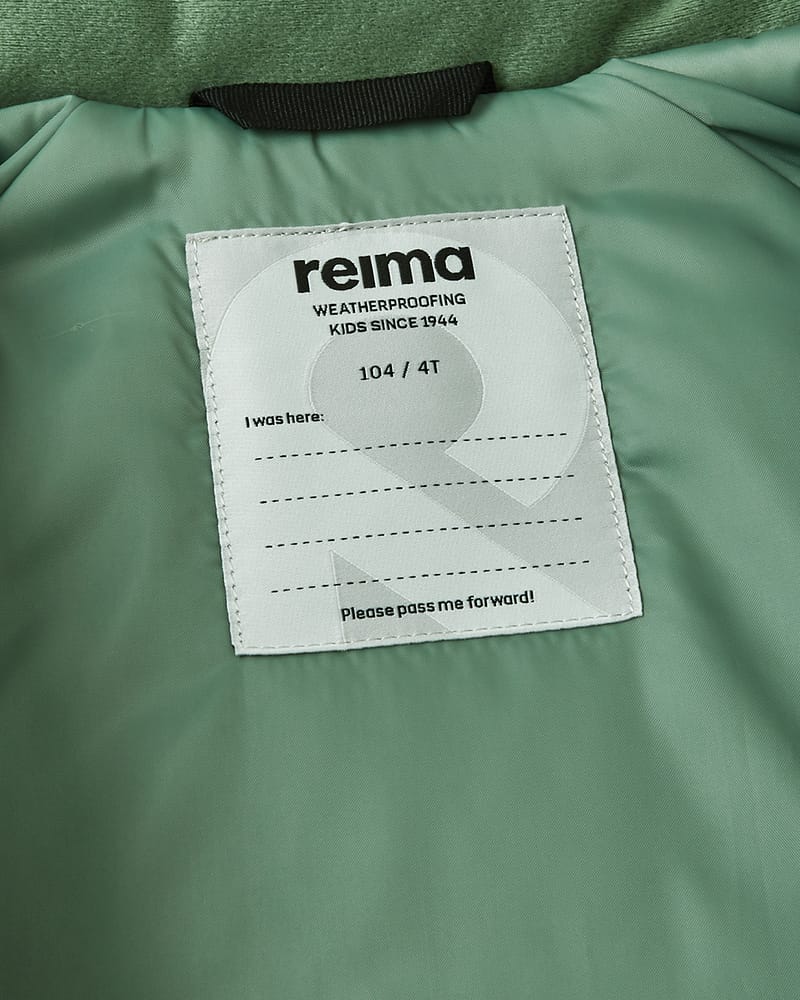 reima
WEATHERPROOFING
KIDS SINCE 1944
104 / 4T
I was here:
Please pass me forward!